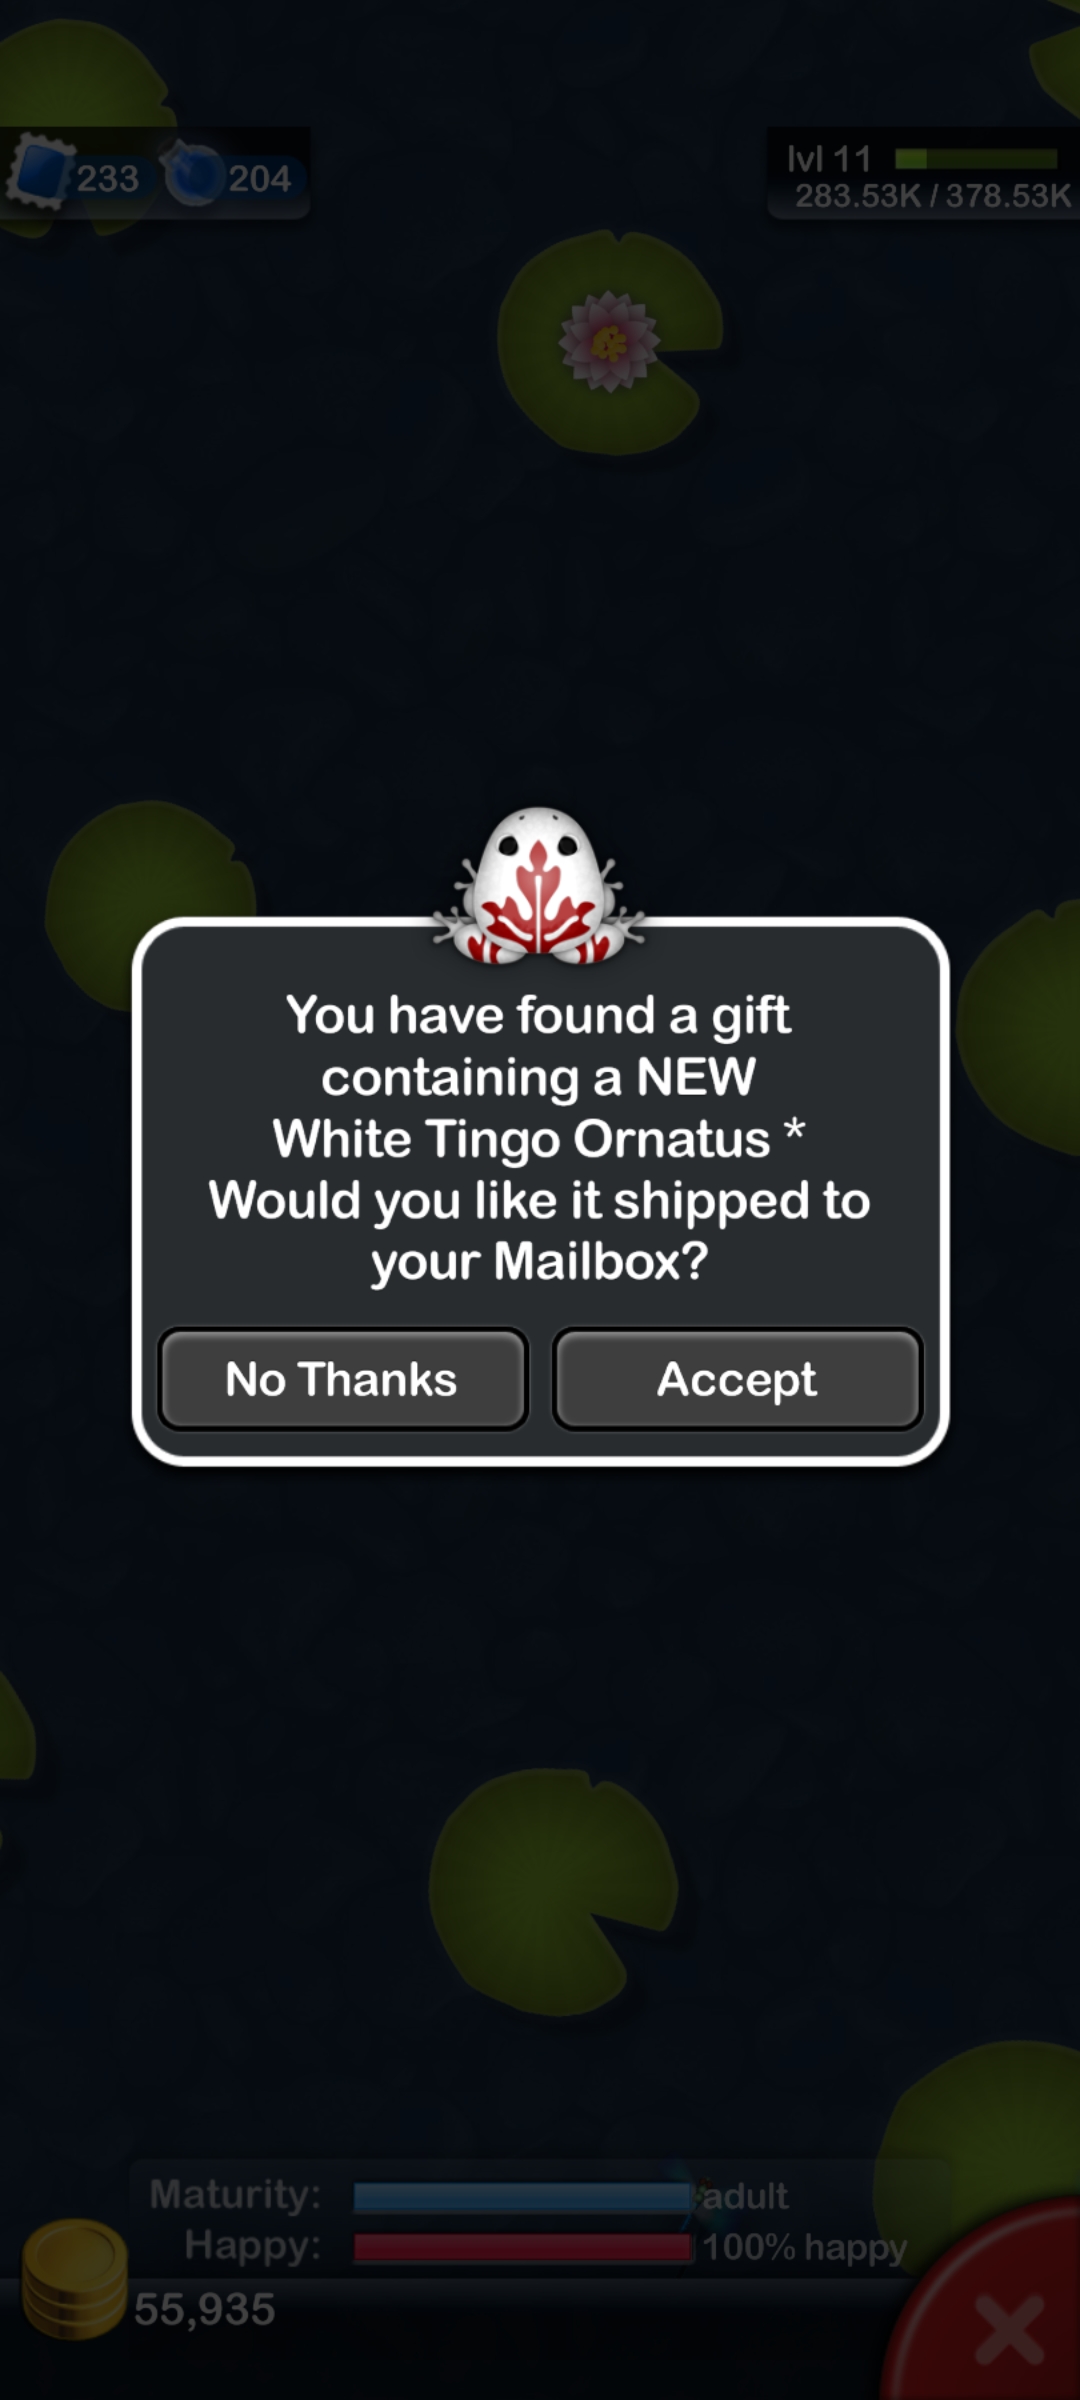 233
204
lvl 11
283.53K / 378.53K
You have found a gift
containing a NEW
White Tingo Ornatus *
Would you like it shipped to
your Mailbox?
No Thanks
Accept
Maturity:
adult
Happy:
100% happy
55,935